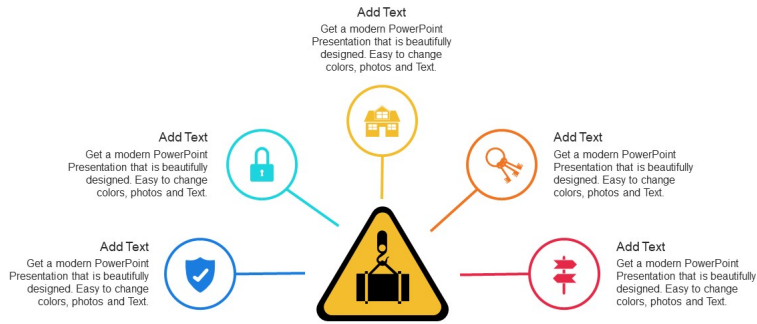 Add Text
Get a modern PowerPoint
Presentation that is beautifully
designed. Easy to change
colors, photos and Text.
Add Text
Get a modern PowerPoint
Presentation that is beautifully
designed. Easy to change
colors, photos and Text.
Add Text
Get a modern PowerPoint
Presentation that is beautifully
designed. Easy to change
colors, photos and Text.
Add Text
Get a modern PowerPoint
Presentation that is beautifully
designed. Easy to change
colors, photos and Text.
Add Text
Get a modern PowerPoint
Presentation that is beautifully
designed. Easy to change
colors, photos and Text.